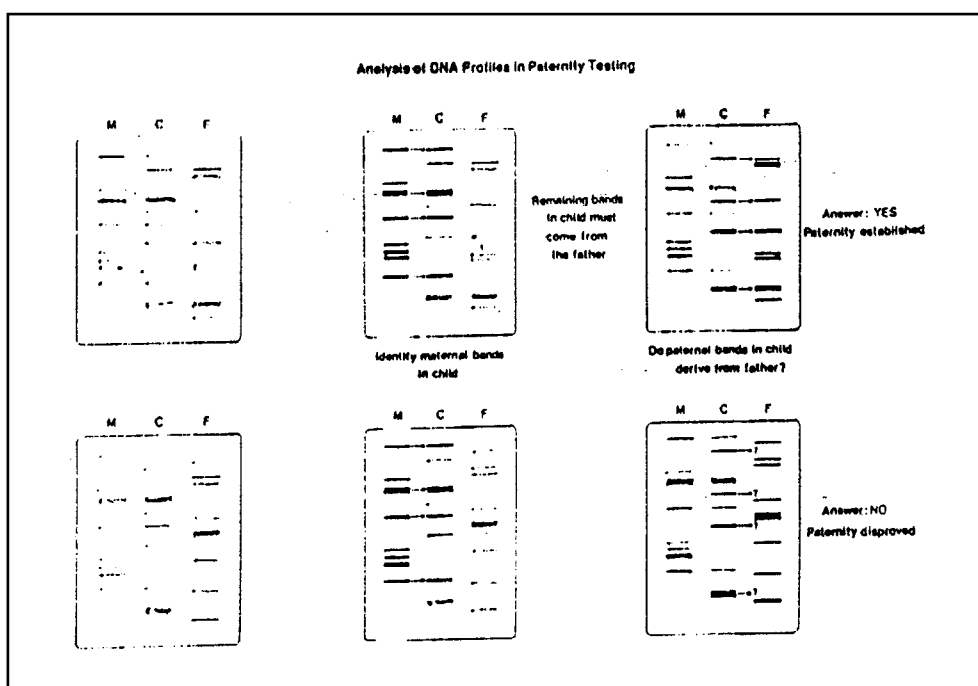 Analysis of DNA Profiles in Paternity Testing
M C F
M C F
M C F
Remaining bands
in child must
come from
the father
Answer: YES
Paternity established
Identify maternal bands
in child
Do paternal bands in child
derive from father?
M C F
M C F
M C F
?
?
?
?
Answer: NO
Paternity disproved